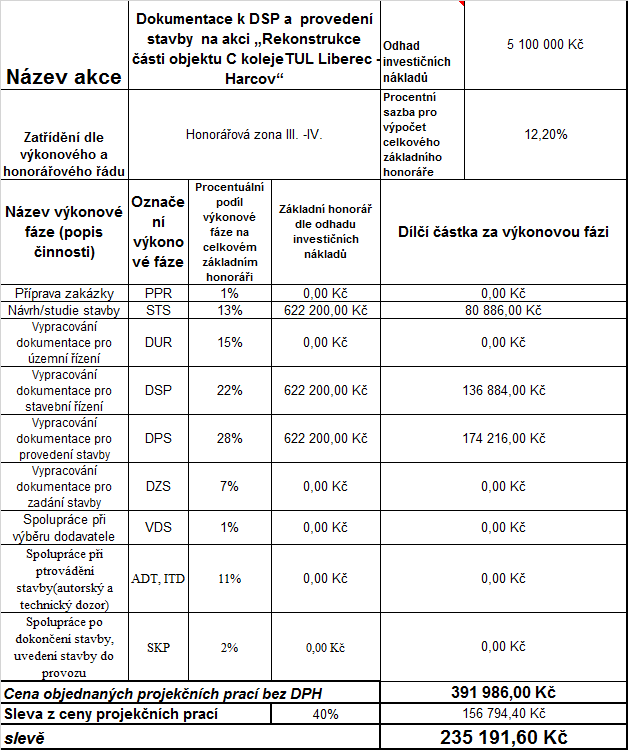 Název akce
Dokumentace k DSP a provedení
stavby na akci „Rekonstrukce
části objektu C koleje TUL Liberec -
Harcov“
Odhad
investičních
nákladů
5 100 000 Kč
Zatřídění dle
výkonového a
honorářového řádu
Honorářová zona III. -IV.
Procentní
sazba pro
výpočet
celkového
základního
honoráře
12,20%
Název výkonové
fáze (popis
činnosti)
Označe
ní
výkono
vé fáze
Procentuální
podíl
výkonové
fáze na
celkovém
základním
honoráři
Základní honorář
dle odhadu
investičních
nákladů
Dílčí částka za výkonovou fázi
Příprava zakázky PPR 1% 0,00 Kč 0,00 Kč
Návrh/studie stavby STS 13% 622 200,00 Kč 80 886,00 Kč
Vypracování
dokumentace pro
územní řízení
DUR 15% 0,00 Kč 0,00 Kč
Vypracování
dokumentace pro
stavební řízení
DSP 22% 622 200,00 Kč 136 884,00 Kč
Vypracování
dokumentace pro
provedení stavby
DPS 28% 622 200,00 Kč 174 216,00 Kč
Vypracování
dokumentace pro
zadání stavby
DZS 7% 0,00 Kč 0,00 Kč
Spolupráce při
výběru dodavatele
VDS 1% 0,00 Kč 0,00 Kč
Spolupráce při
ptrovádění
stavby(autorský a
technický dozor)
ADT, ITD 11% 0,00 Kč 0,00 Kč
Spolupráce po
dokončení stavby,
uvedení stavby do
provozu
SKP 2% 0,00 Kč 0,00 Kč
Cena objednaných projekčních prací bez DPH 391 986,00 Kč
Sleva z ceny projekčních prací 40% 156 794,40 Kč
slevě 235 191,60 Kč